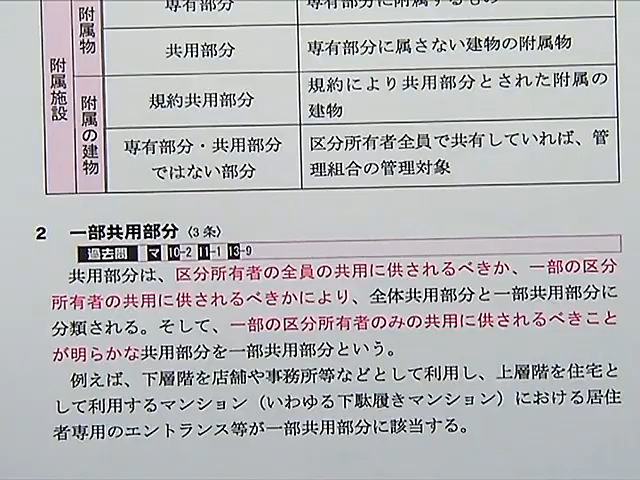 専有部分
専有部分に附属するもの
附属物
共用部分
専有部分に属さない建物の附属物
附属施設
附属の建物
規約共用部分
規約により共用部分とされた附属の
建物
専有部分・共用部分
ではない部分
区分所有者全員で共有していれば、管
理組合の管理対象
2 一部共用部分〈3条〉
過去問 マ 10-2 11-1 13-9
共用部分は、区分所有者の全員の共用に供されるべきか、一部の区分
所有者の共用に供されるべきかにより、全体共用部分と一部共用部分に
分類される。そして、一部の区分所有者のみの共用に供されるべきこと
が明らかな共用部分を一部共用部分という。
例えば、下層階を店舗や事務所等などとして利用し、上層階を住宅と
して利用するマンション（いわゆる下駄履きマンション）における居住
者専用のエントランス等が一部共用部分に該当する。